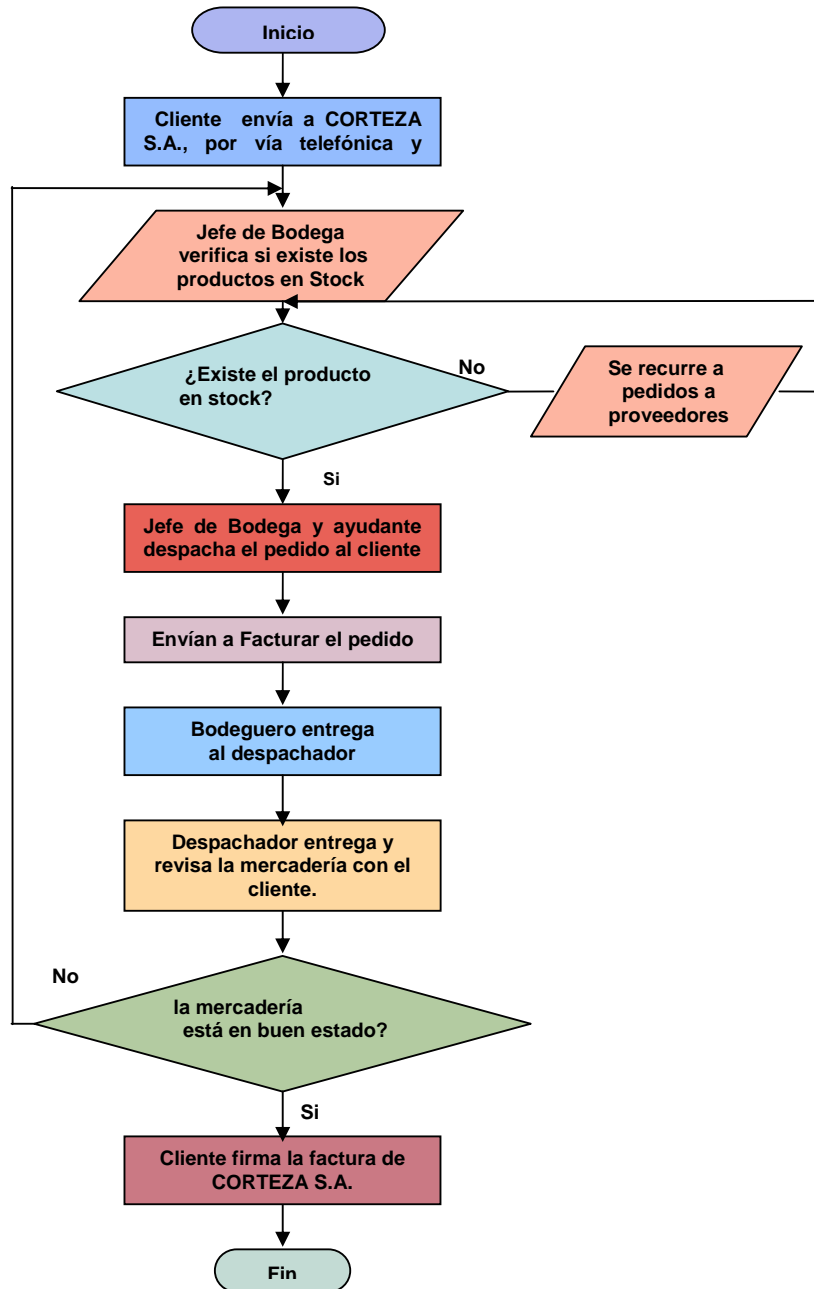 Inicio
Cliente envía a CORTEZA
S.A., por vía telefónica y
Jefe de Bodega
verifica si existe los
productos en Stock
¿Existe el producto
en stock?
No
Se recurre a
pedidos a
proveedores
Si
Jefe de Bodega y ayudante
despacha el pedido al cliente
Envían a Facturar el pedido
Bodeguero entrega
al despachador
Despachador entrega y
revisa la mercadería con el
cliente.
No
la mercadería
está en buen estado?
Si
Cliente firma la factura de
CORTEZA S.A.
Fin